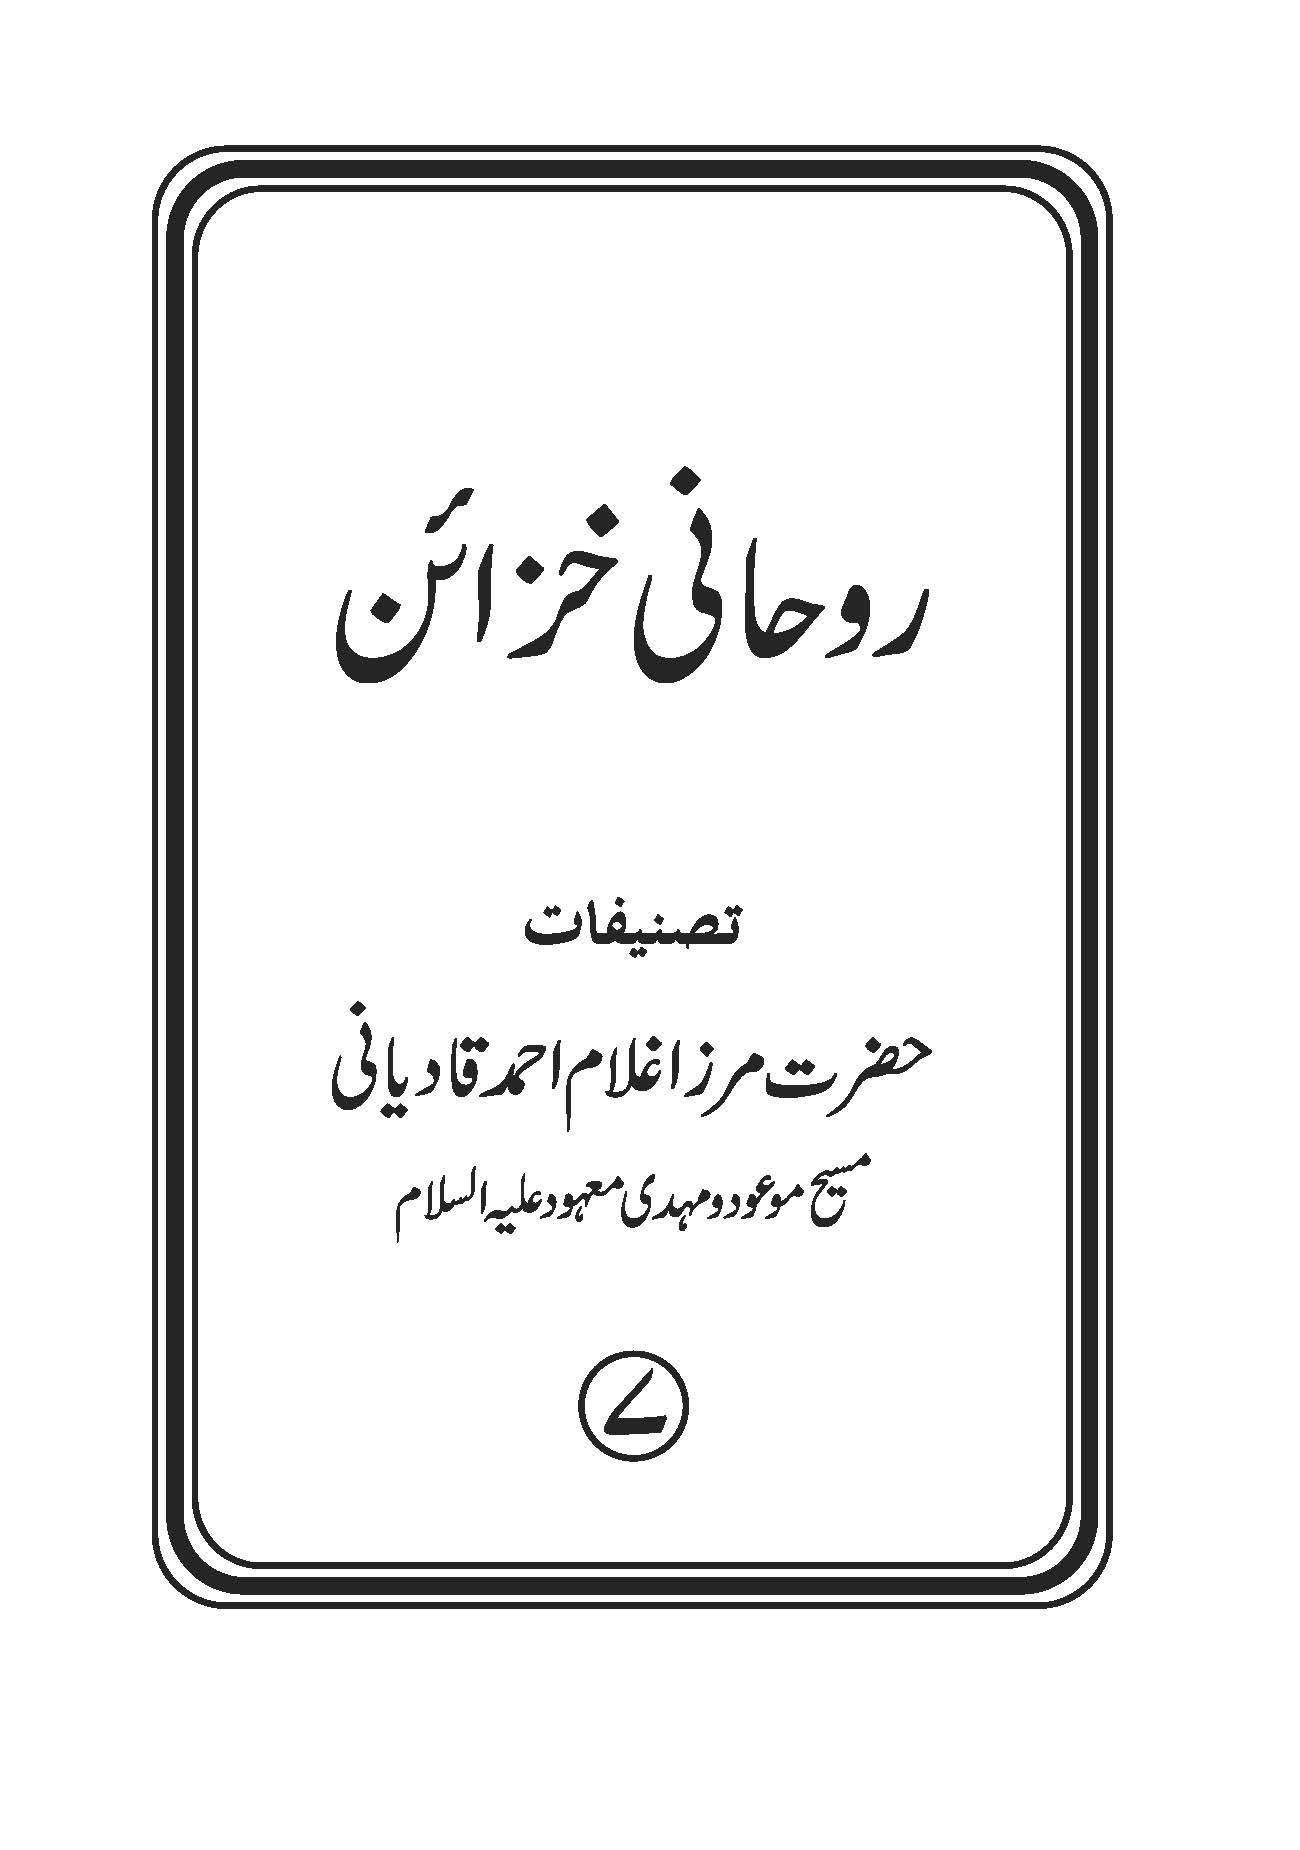 روحانی خزائن
تصنیفات
حضرت مرزا غلام احمد قادیانی
مسیح موعود و مہدی معہود علیہ السلام
۷